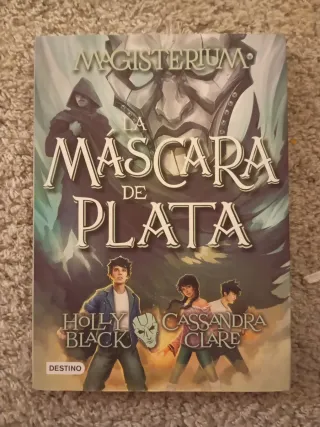 MAGISTERIUM
LA
MÁSCARA
DE
PLATA
HOLLY
BLACK
CASSANDRA
CLARE
DESTINO